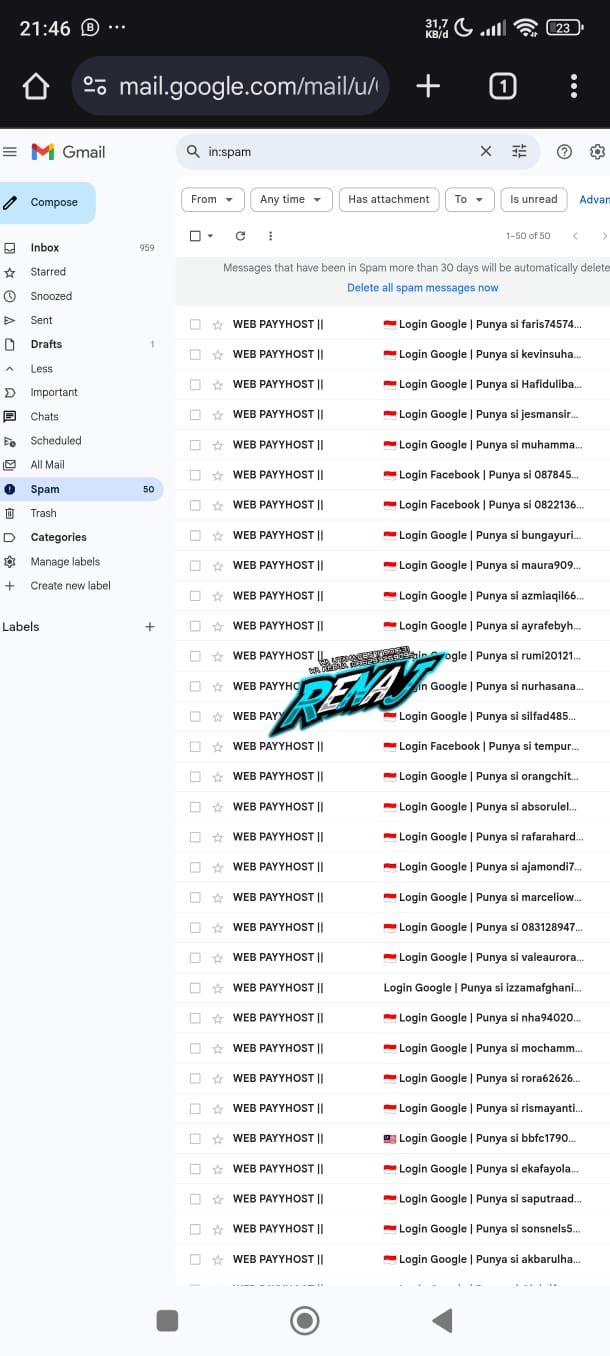 21:46 B ... 31,7 KB/d 23
mail.google.com/mail/u/ 1
Gmail
in:spam
Compose
From
Any time
Has attachment
To
Is unread
Advan
1–50 of 50
Messages that have been in Spam more than 30 days will be automatically delete
Delete all spam messages now
Inbox 959
Starred
Snoozed
Sent
Drafts 1
Less
Important
Chats
Scheduled
All Mail
Spam 50
Trash
Categories
Manage labels
Create new label
Labels
WEB PAYYHOST || Login Google | Punya si faris74574...
WEB PAYYHOST || Login Google | Punya si kevinsuha...
WEB PAYYHOST || Login Google | Punya si Hafiduliba...
WEB PAYYHOST || Login Google | Punya si jesmansir...
WEB PAYYHOST || Login Google | Punya si muhamma...
WEB PAYYHOST || Login Facebook | Punya si 087845...
WEB PAYYHOST || Login Facebook | Punya si 0822136...
WEB PAYYHOST || Login Google | Punya si bungayuri...
WEB PAYYHOST || Login Google | Punya si maura909...
WEB PAYYHOST || Login Google | Punya si azmiaqil66...
WEB PAYYHOST || Login Google | Punya si ayrafebyh...
WEB PAYYHOST || ogle | Punya si rumi20121...
RENAJ
WEB Google | Punya si nurhasana...
WEB Login Google | Punya si silfad485...
WEB PAYYHOST || Login Facebook | Punya si tempur...
WEB PAYYHOST || Login Google | Punya si orangchit...
WEB PAYYHOST || Login Google | Punya si absorulel...
WEB PAYYHOST || Login Google | Punya si rafarahard...
WEB PAYYHOST || Login Google | Punya si ajamondi7...
WEB PAYYHOST || Login Google | Punya si marceliow...
WEB PAYYHOST || Login Google | Punya si 083128947...
WEB PAYYHOST || Login Google | Punya si valeaurora...
WEB PAYYHOST || Login Google | Punya si izzamafghani...
WEB PAYYHOST || Login Google | Punya si nha94020...
WEB PAYYHOST || Login Google | Punya si mochamm...
WEB PAYYHOST || Login Google | Punya si rora62626...
WEB PAYYHOST || Login Google | Punya si rismayanti...
WEB PAYYHOST || Login Google | Punya si bbfc1790...
WEB PAYYHOST || Login Google | Punya si ekafayola...
WEB PAYYHOST || Login Google | Punya si saputraad...
WEB PAYYHOST || Login Google | Punya si sonsnels5...
WEB PAYYHOST || Login Google | Punya si akbarulha...